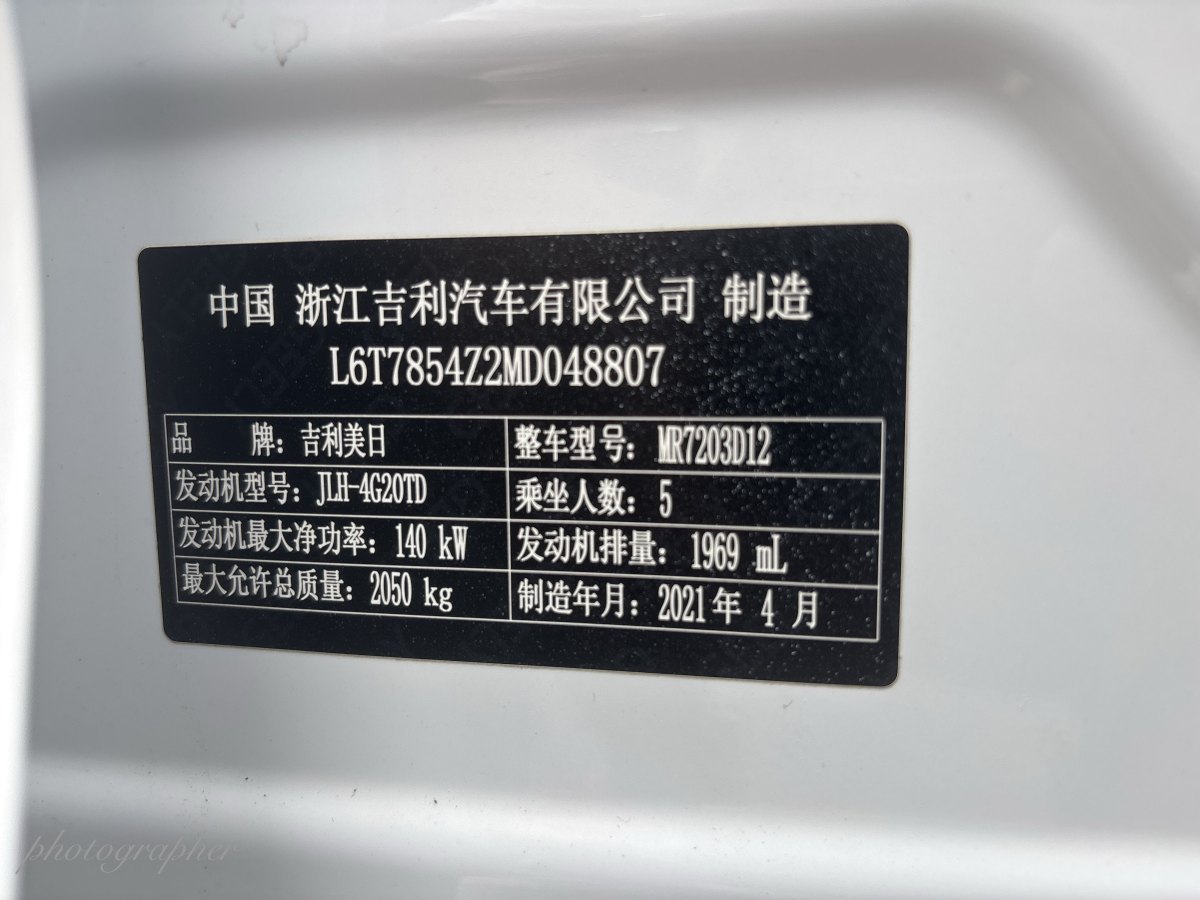 中国 浙江吉利汽车有限公司 制造
L6T7854Z2MD048807
品 牌：吉利美日 整车型号：MR7203D12
发动机型号：JLH-4G20TD 乘坐人数：5
发动机最大净功率：140 kW 发动机排量：1969 mL
最大允许总质量：2050 kg 制造年月：2021年 4 月
photographer